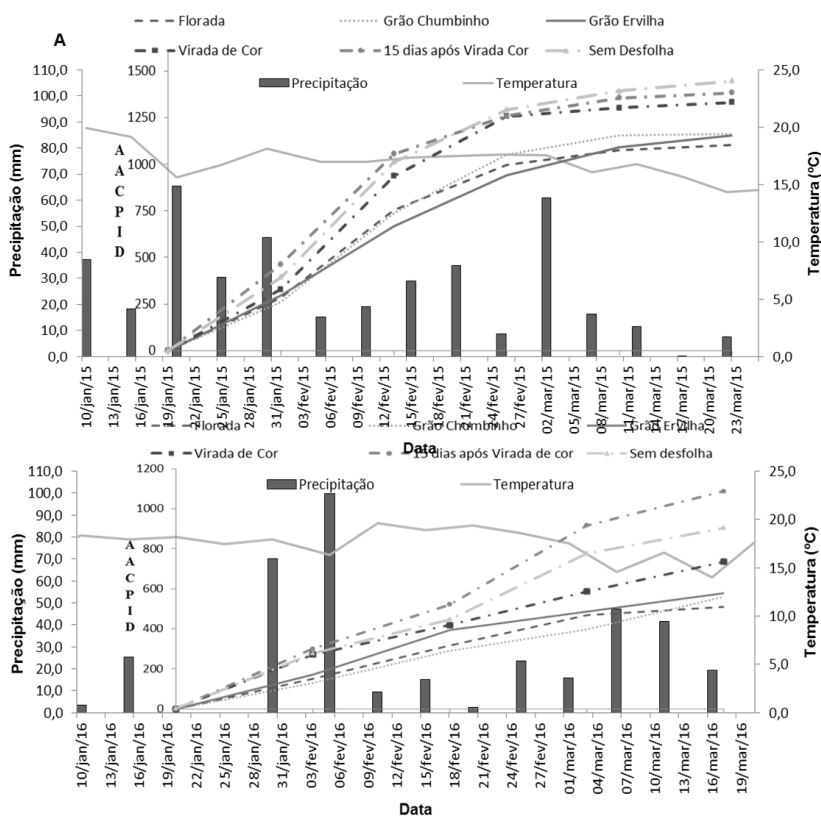 Florada Grão Chumbinho Grão Ervilha
A
Virada de Cor 15 dias após Virada Cor Sem Desfolha
110,0 1500 Precipitação Temperatura 25,0
100,0
90,0 1250 20,0
80,0
70,0 1000 15,0
60,0 750
50,0 10,0
40,0 500
30,0
20,0 250 5,0
10,0
0,0 0 0,0
Precipitação (mm)
A
A
C
P
I
D
Temperatura (ºC)
10/jan/15 13/jan/15 16/jan/15 19/jan/15 22/jan/15 25/jan/15 28/jan/15 31/jan/15 03/fev/15 06/fev/15 09/fev/15 12/fev/15 15/fev/15 18/fev/15 21/fev/15 24/fev/15 27/fev/15 02/mar/15 05/mar/15 08/mar/15 11/mar/15 14/mar/15 17/mar/15 20/mar/15 23/mar/15
Florada Grão Chumbinho Grão Ervilha
Data
Virada de Cor 15 dias após Virada de cor Sem desfolha
110,0 1200 Precipitação Temperatura 25,0
100,0
90,0 1000 20,0
80,0
70,0 800 15,0
60,0 600
50,0 10,0
40,0 400
30,0
20,0 200 5,0
10,0
0,0 0 0,0
Precipitação (mm)
A
A
C
P
I
D
Temperatura (ºC)
10/jan/16 13/jan/16 16/jan/16 19/jan/16 22/jan/16 25/jan/16 28/jan/16 31/jan/16 03/fev/16 06/fev/16 09/fev/16 12/fev/16 15/fev/16 18/fev/16 21/fev/16 24/fev/16 27/fev/16 01/mar/16 04/mar/16 07/mar/16 10/mar/16 13/mar/16 16/mar/16 19/mar/16
Data